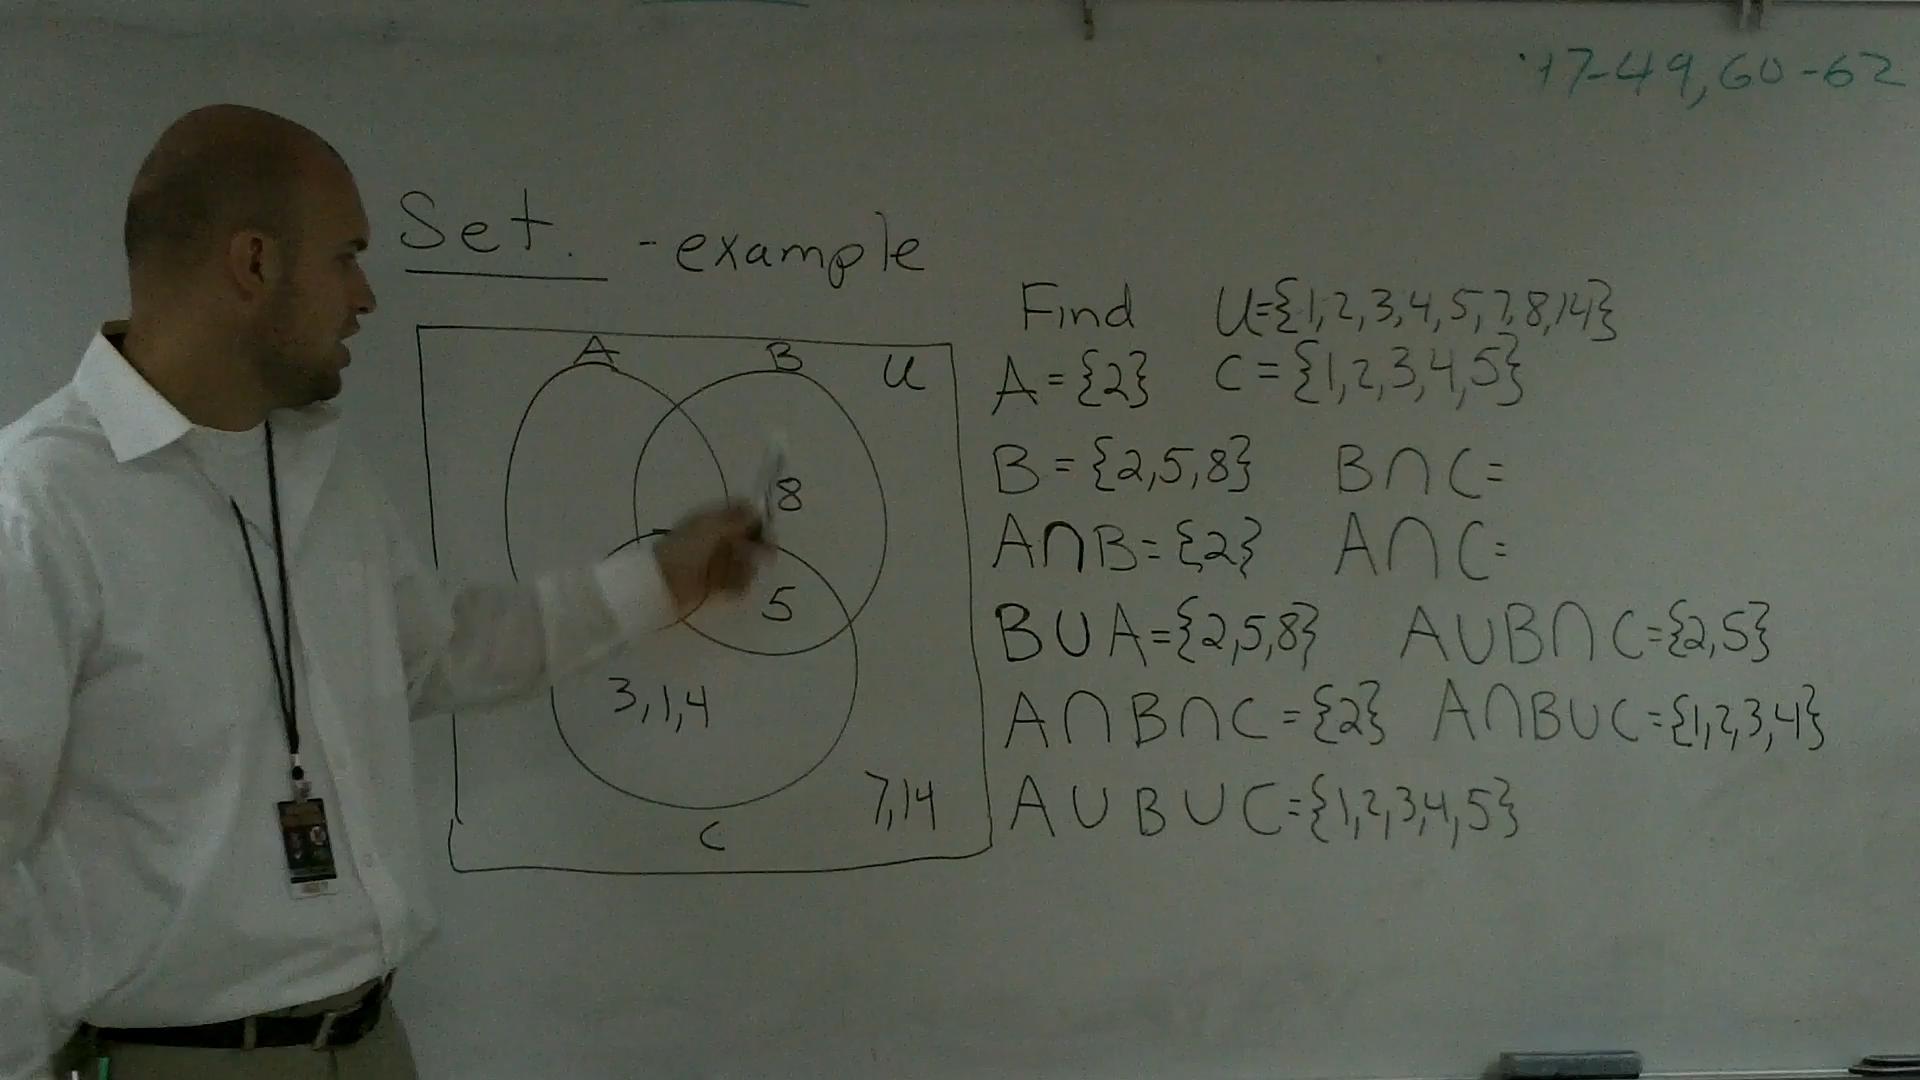 17-49, 60-62
Set. - example
Find U={1,2,3,4,5,7,8,14}
A B U
A={2} C={1,2,3,4,5}
B={2,5,8} B∩C=
8
A∩B={2} A∩C=
5
B∪A={2,5,8} A∪B∩C={2,5}
3,1,4
A∩B∩C={2} A∩B∪C={1,2,3,4}
7,14
A∪B∪C={1,2,3,4,5}
C